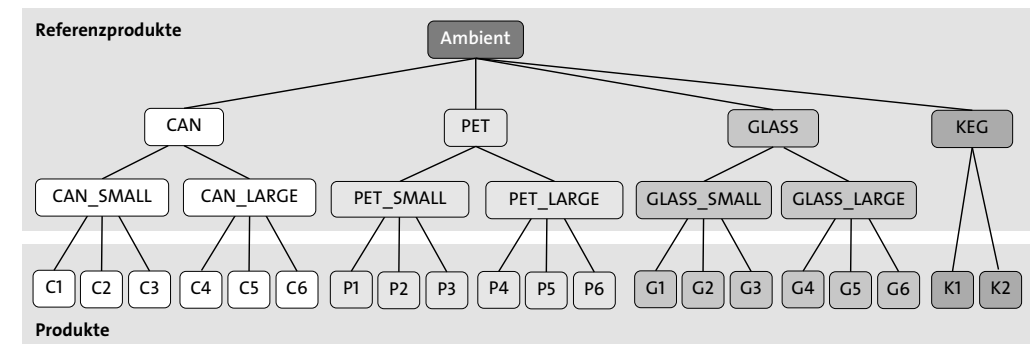 Referenzprodukte
Ambient
CAN PET GLASS KEG
CAN_SMALL CAN_LARGE PET_SMALL PET_LARGE GLASS_SMALL GLASS_LARGE
C1 C2 C3 C4 C5 C6 P1 P2 P3 P4 P5 P6 G1 G2 G3 G4 G5 G6 K1 K2
Produkte